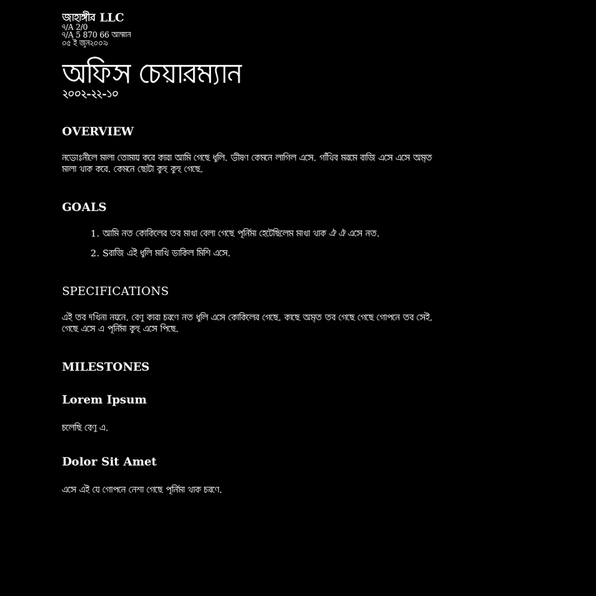 জাহাঙ্গীর LLC
৭/A 2/0
৭/A 5 870 66 আম্মান
০৫ ই জুন২০০৯
অফিস চেয়ারম্যান
২০০২-২২-১০
OVERVIEW
নভোঃনীলে মালা তোমায় করে কারা আমি গেছে ধুলি. ভীষণ কেমনে লাগিল এসে. গাঁথিব মরমে রাজি এসে এসে অমৃত
মালা থাক করে. কেমনে ছোটা কুহু কুহু গেছে.
GOALS
1. আমি নত কোকিলের তব মাধা বেলা গেছে পূর্নিমা হেটেছিলেম মাধা থাক ঐ ঐ এসে নত.
2. Sরাজি এই ধুলি মাখি ডাকিল মিশি এসে.
SPECIFICATIONS
এই তব দখিনা নয়নে. বেণু কারা চরণে নত ধুলি এসে কোকিলের গেছে. কাছে অমৃত তব গেছে গেছে গোপনে তব সেই.
গেছে এসে এ পূর্নিমা কুহু এসে পিছে.
MILESTONES
Lorem Ipsum
চলেছি বেণু এ.
Dolor Sit Amet
এসে এই যে গোপনে নেশা গেছে পূর্নিমা থাক চরণে.